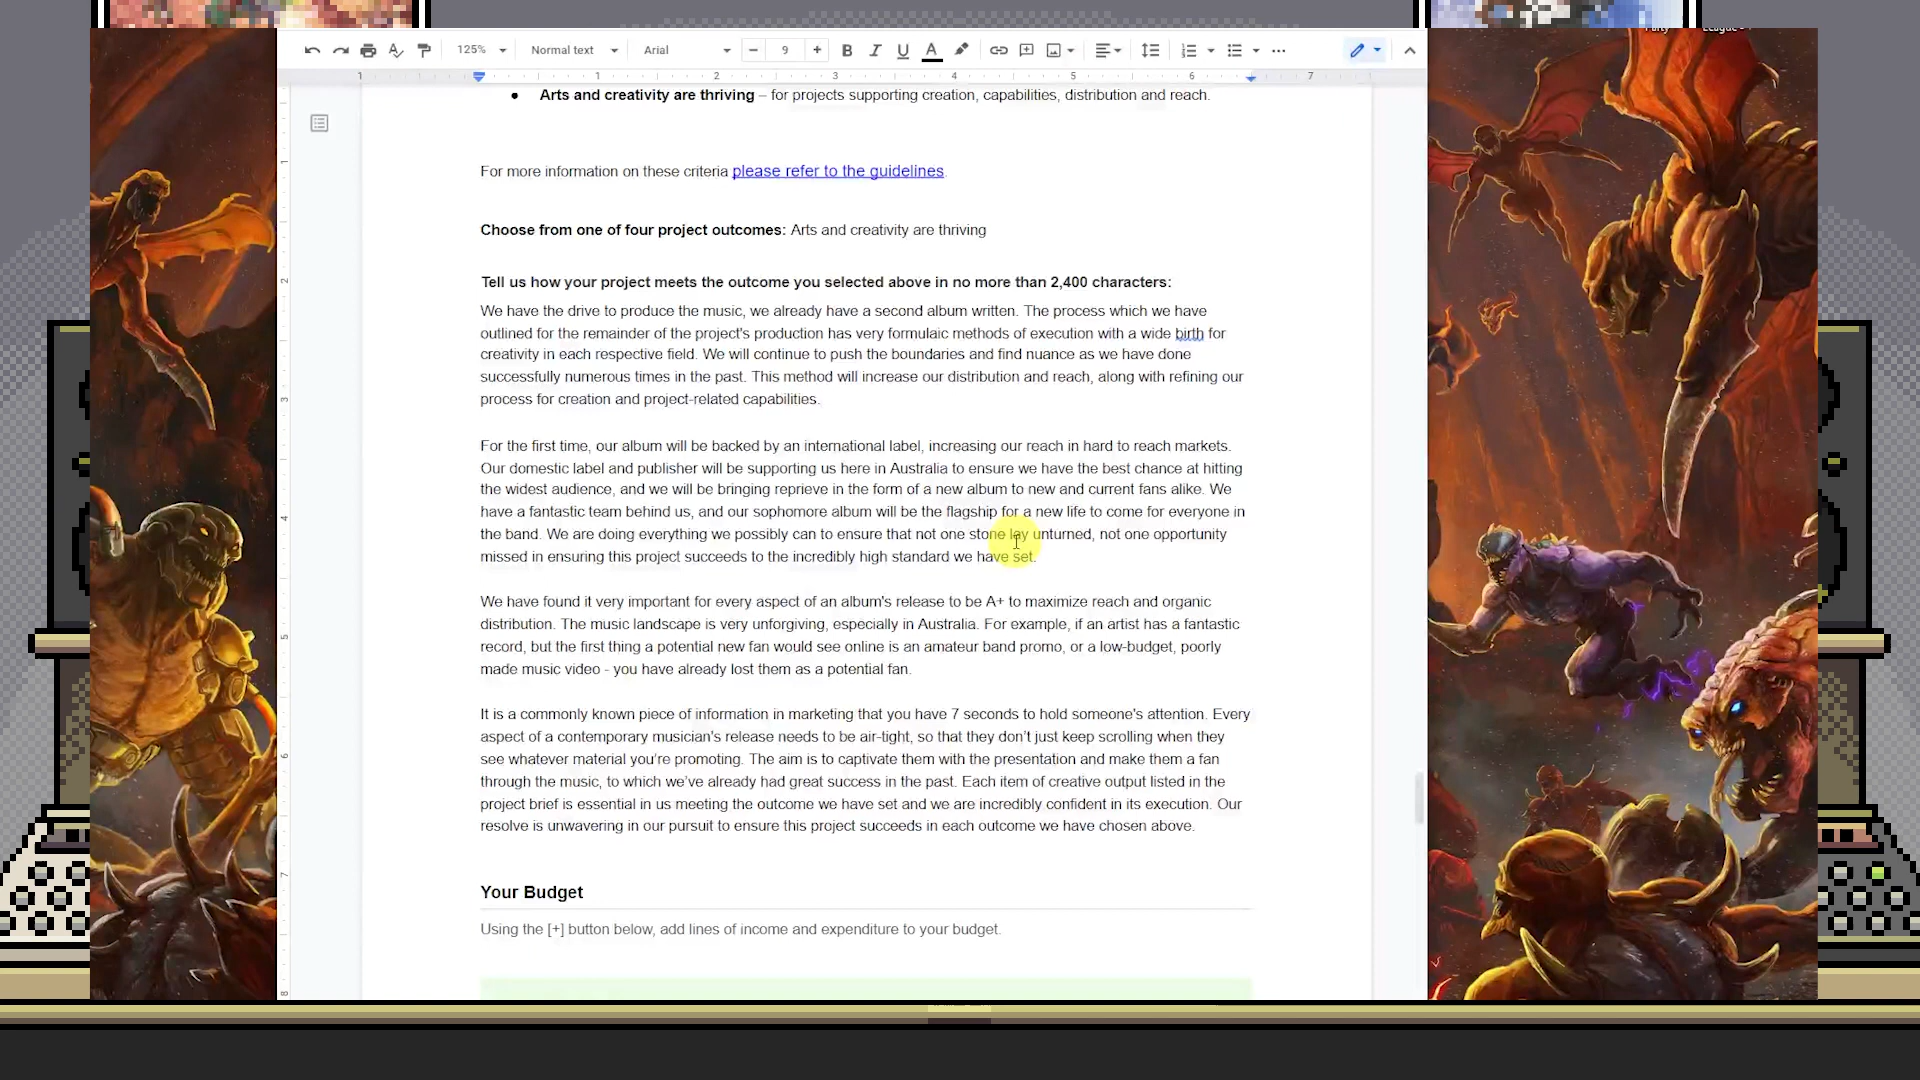 Party League
125% Normal text Arial 9
1 1 2 3 4 5 6 7
● Arts and creativity are thriving – for projects supporting creation, capabilities, distribution and reach.
For more information on these criteria please refer to the guidelines.
Choose from one of four project outcomes: Arts and creativity are thriving
Tell us how your project meets the outcome you selected above in no more than 2,400 characters:
We have the drive to produce the music, we already have a second album written. The process which we have
outlined for the remainder of the project's production has very formulaic methods of execution with a wide birth for
creativity in each respective field. We will continue to push the boundaries and find nuance as we have done
successfully numerous times in the past. This method will increase our distribution and reach, along with refining our
process for creation and project-related capabilities.
For the first time, our album will be backed by an international label, increasing our reach in hard to reach markets.
Our domestic label and publisher will be supporting us here in Australia to ensure we have the best chance at hitting
the widest audience, and we will be bringing reprieve in the form of a new album to new and current fans alike. We
have a fantastic team behind us, and our sophomore album will be the flagship for a new life to come for everyone in
the band. We are doing everything we possibly can to ensure that not one stone lay unturned, not one opportunity
missed in ensuring this project succeeds to the incredibly high standard we have set.
We have found it very important for every aspect of an album's release to be A+ to maximize reach and organic
distribution. The music landscape is very unforgiving, especially in Australia. For example, if an artist has a fantastic
record, but the first thing a potential new fan would see online is an amateur band promo, or a low-budget, poorly
made music video - you have already lost them as a potential fan.
It is a commonly known piece of information in marketing that you have 7 seconds to hold someone's attention. Every
aspect of a contemporary musician's release needs to be air-tight, so that they don't just keep scrolling when they
see whatever material you're promoting. The aim is to captivate them with the presentation and make them a fan
through the music, to which we've already had great success in the past. Each item of creative output listed in the
project brief is essential in us meeting the outcome we have set and we are incredibly confident in its execution. Our
resolve is unwavering in our pursuit to ensure this project succeeds in each outcome we have chosen above.
Your Budget
Using the [+] button below, add lines of income and expenditure to your budget.